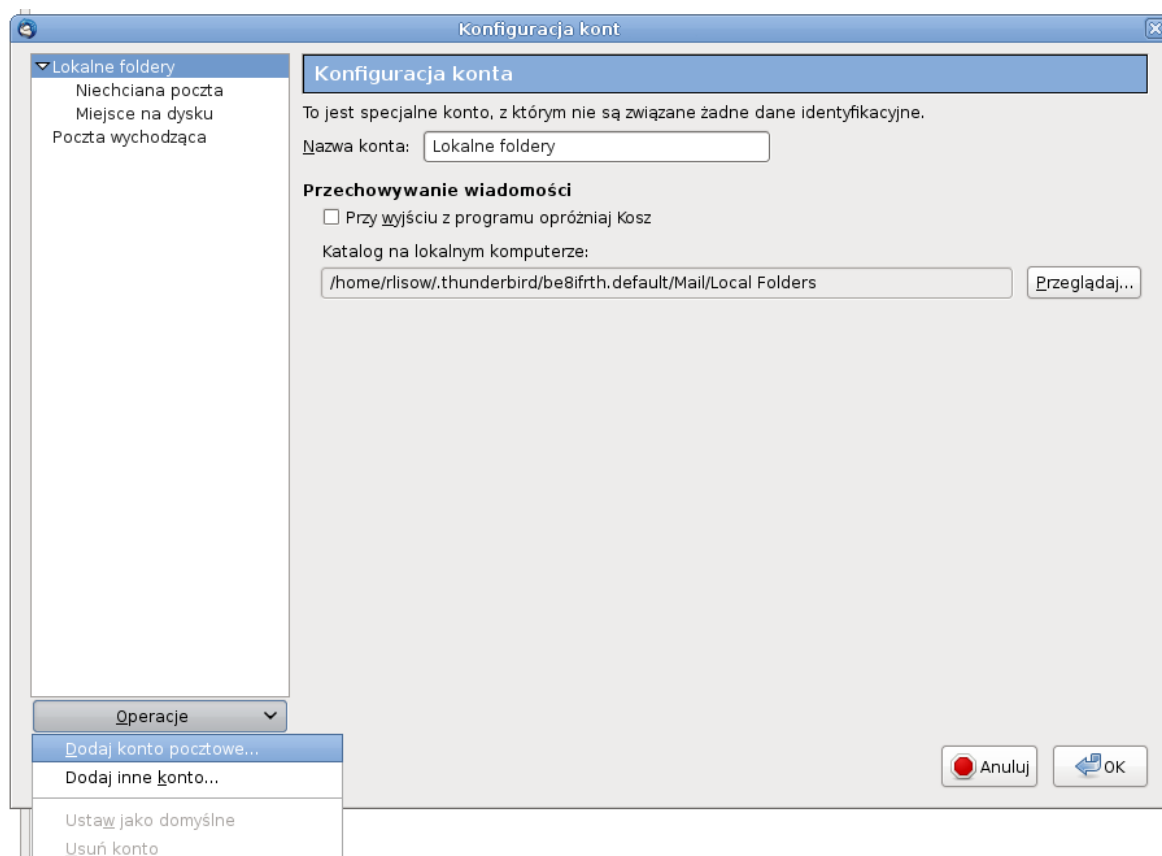 Konfiguracja kont
Lokalne foldery
Niechciana poczta
Miejsce na dysku
Poczta wychodząca
Konfiguracja konta
To jest specjalne konto, z którym nie są związane żadne dane identyfikacyjne.
Nazwa konta: Lokalne foldery
Przechowywanie wiadomości
Przy wyjściu z programu opróżniaj Kosz
Katalog na lokalnym komputerze:
/home/rlisow/.thunderbird/be8ifrth.default/Mail/Local Folders Przeglądaj...
Operacje
Dodaj konto pocztowe...
Dodaj inne konto...
Ustaw jako domyślne
Usuń konto
Anuluj OK